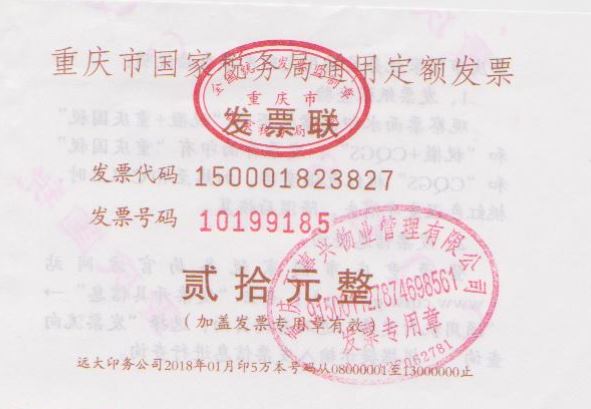 重庆市国家税务局通用定额发票
全国统一发票监制章
重庆市
发票联
国家税务局
发票代码 150001823827
发票号码 10199185
贰拾元整
(加盖发票专用章有效)
兴物业管理有限公司
发票专用章
远大印务公司2018年01月印5万本号码从08000001至13000000止